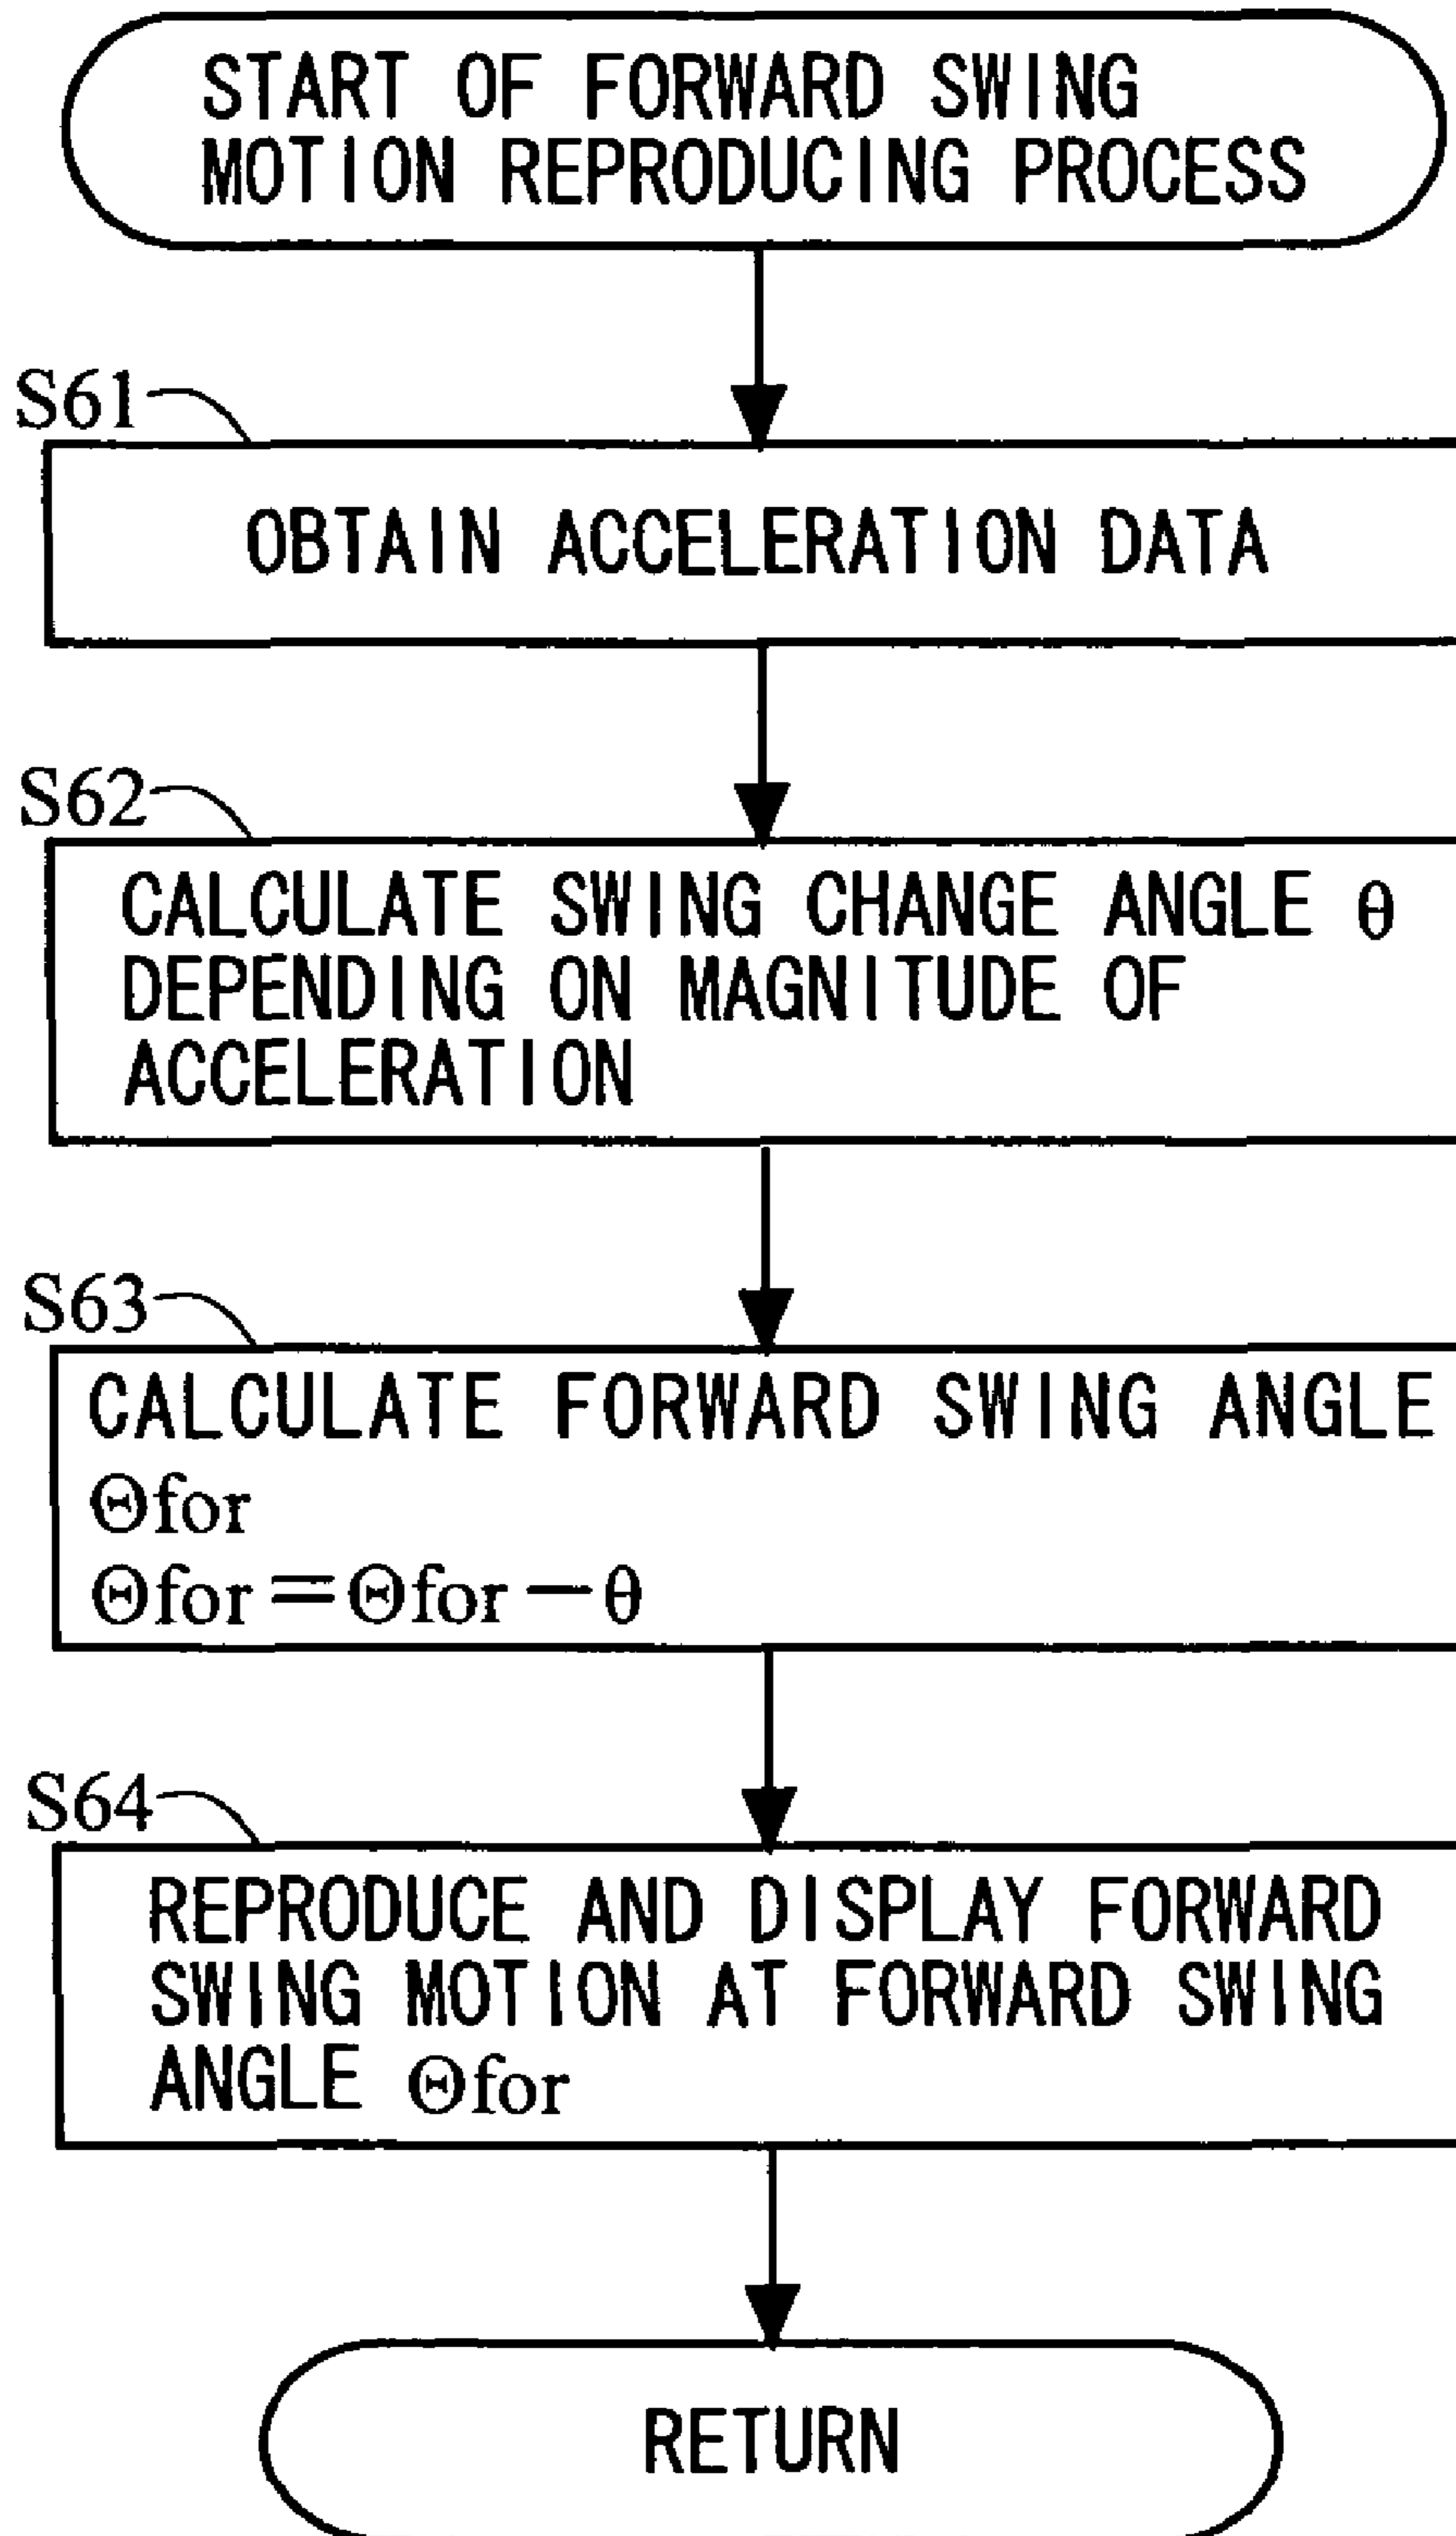 START OF FORWARD SWING
MOTION REPRODUCING PROCESS
S61
OBTAIN ACCELERATION DATA
S62
CALCULATE SWING CHANGE ANGLE θ
DEPENDING ON MAGNITUDE OF
ACCELERATION
S63
CALCULATE FORWARD SWING ANGLE
Θfor
Θfor=Θfor−θ
S64
REPRODUCE AND DISPLAY FORWARD
SWING MOTION AT FORWARD SWING
ANGLE Θfor
RETURN